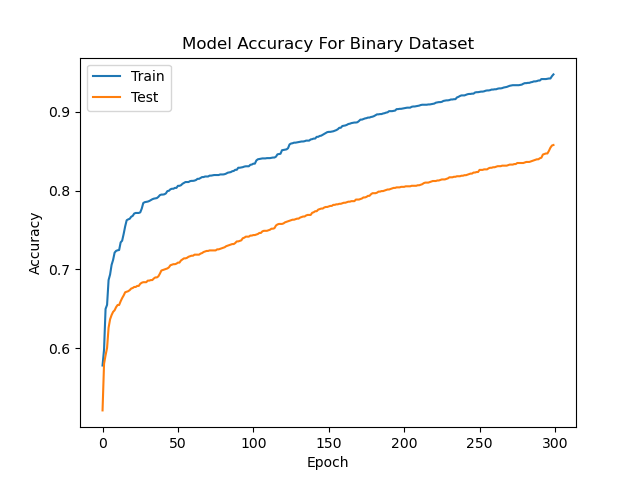 Model Accuracy For Binary Dataset
Train
Test
0.9
0.8
0.7
0.6
Accuracy
0 50 100 150 200 250 300
Epoch